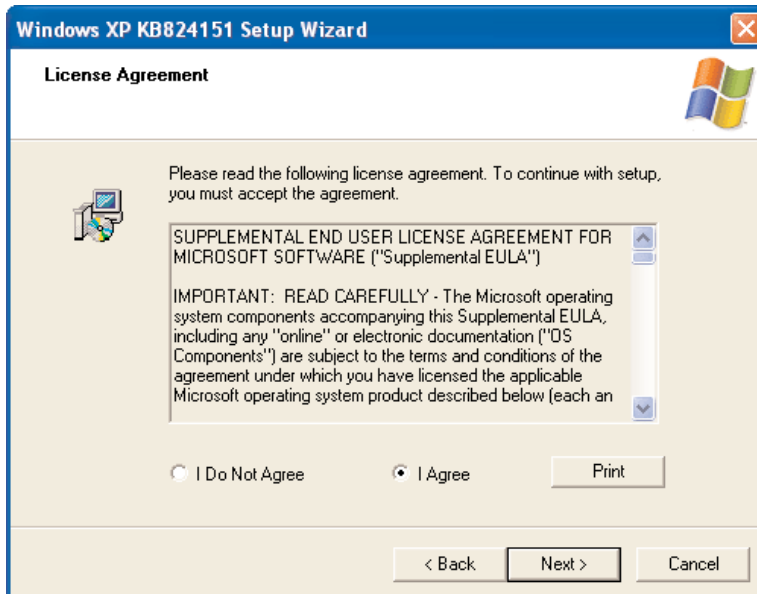 Windows XP KB824151 Setup Wizard
License Agreement
Please read the following license agreement. To continue with setup,
you must accept the agreement.
SUPPLEMENTAL END USER LICENSE AGREEMENT FOR
MICROSOFT SOFTWARE ("Supplemental EULA")
IMPORTANT:  READ CAREFULLY - The Microsoft operating
system components accompanying this Supplemental EULA,
including any "online" or electronic documentation ("OS
Components") are subject to the terms and conditions of the
agreement under which you have licensed the applicable
Microsoft operating system product described below (each an
I Do Not Agree
I Agree
Print
< Back
Next >
Cancel